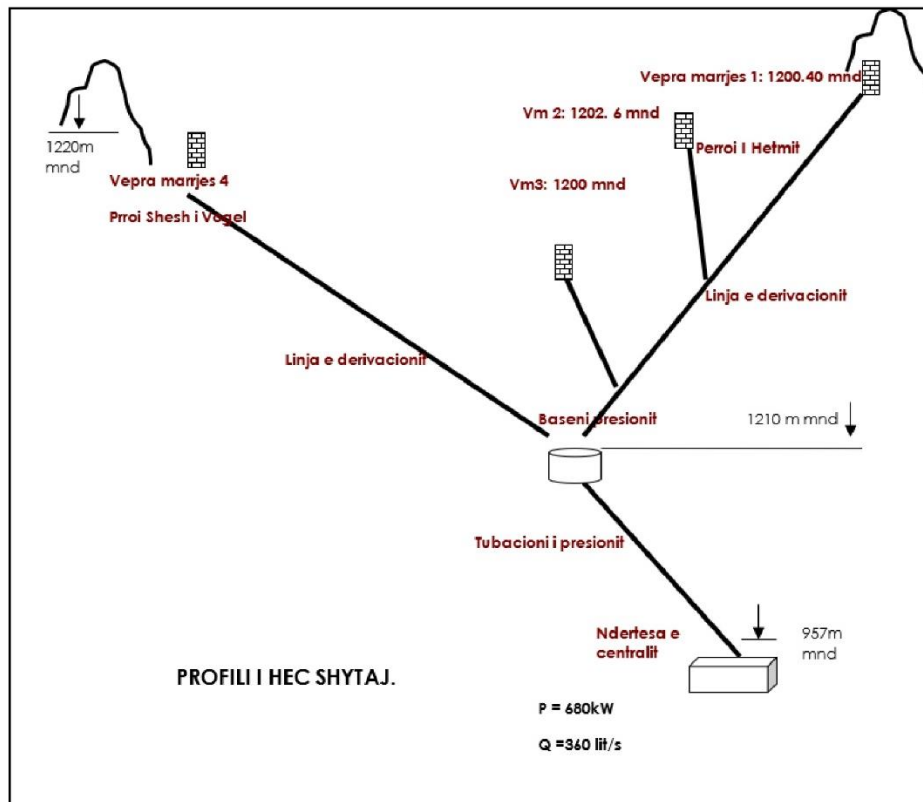 Vepra marrjes 1: 1200.40 mnd
Vm 2: 1202. 6 mnd
1220m
mnd
Perroi I Hetmit
Vepra marrjes 4
Vm3: 1200 mnd
Prroi Shesh i Vogel
Linja e derivacionit
Linja e derivacionit
Baseni presionit
1210 m mnd
Tubacioni i presionit
Ndertesa e
centralit
957m
mnd
PROFILI I HEC SHYTAJ.
P = 680kW
Q =360 lit/s